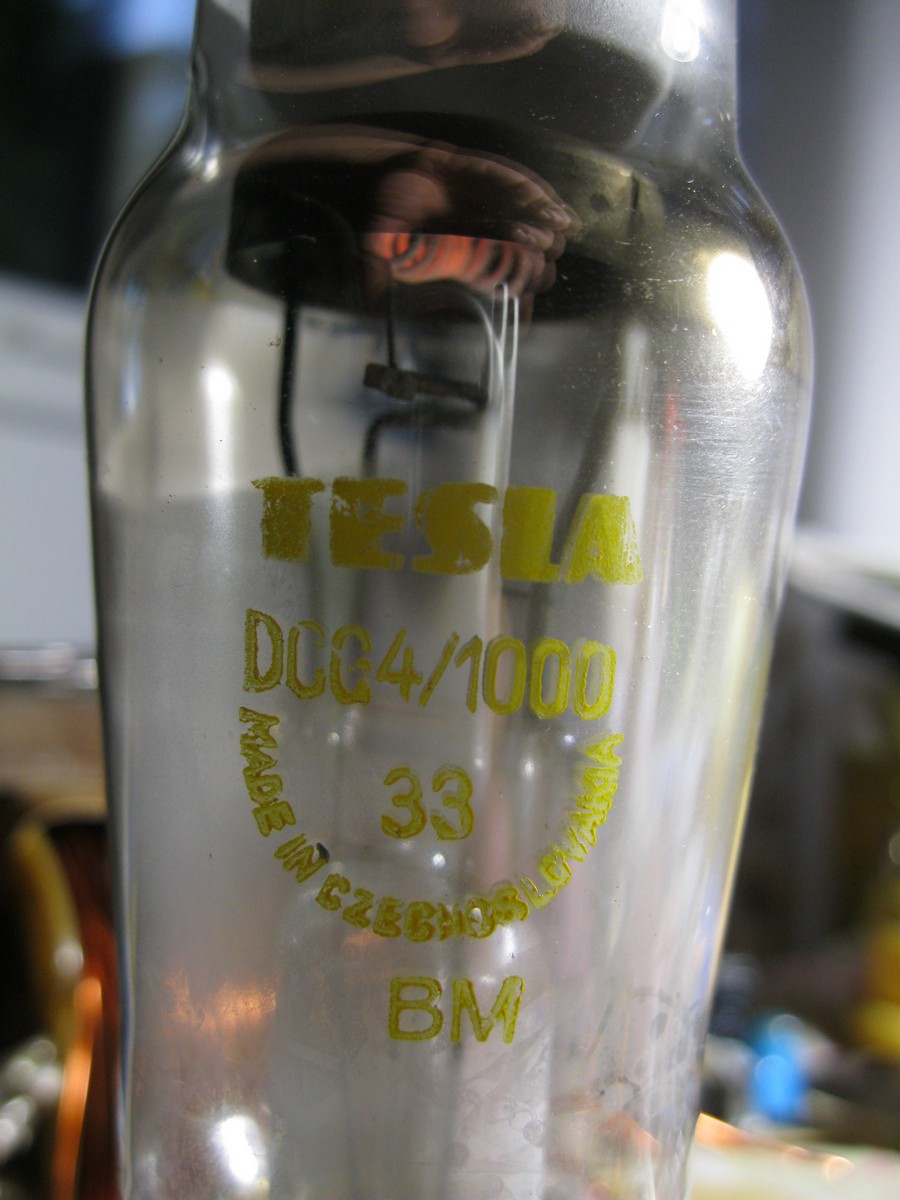 TESLA
DCG4/1000
33
MADE IN CZECHOSLOVAKIA
BM